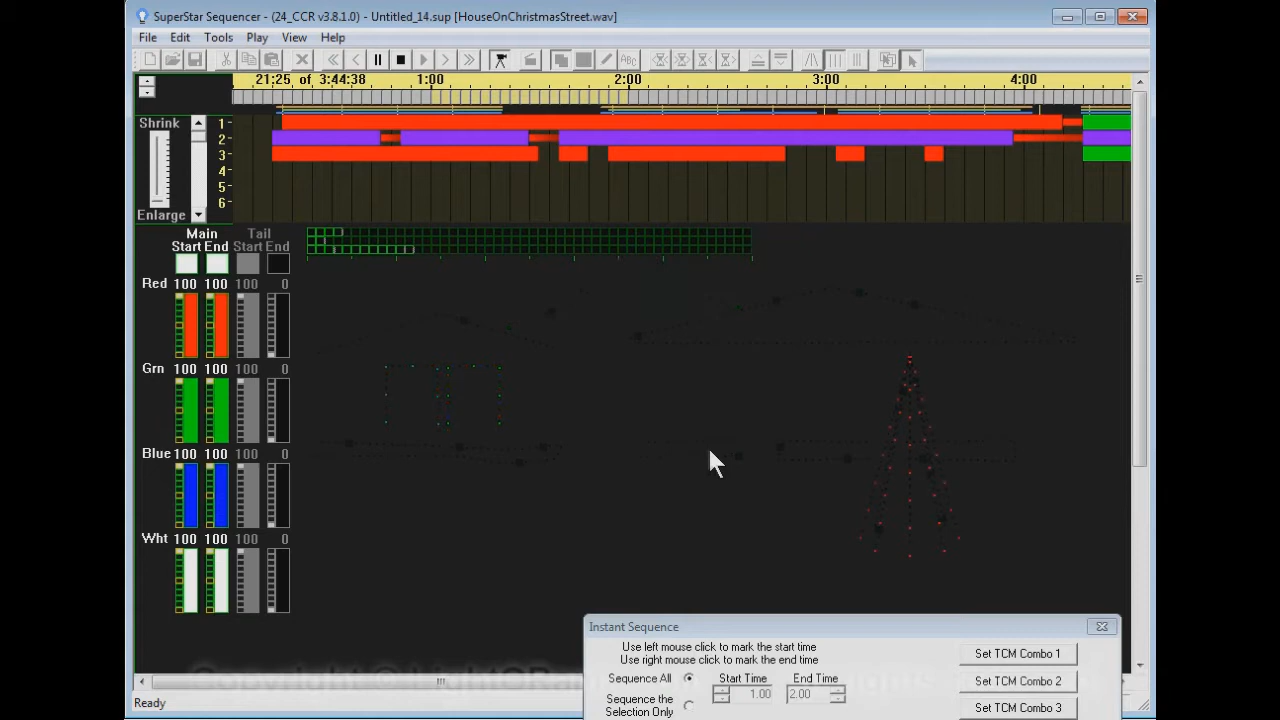 SuperStar Sequencer - (24_CCR v3.8.1.0) - Untitled_14.sup [HouseOnChristmasStreet.wav]
File Edit Tools Play View Help
ABC
21:25 of 3:44:38 1:00 2:00 3:00 4:00
Shrink
1
2
3
4
5
6
Enlarge
Main Tail
Start End Start End
Red 100 100 100 0
Grn 100 100 100 0
Blue 100 100 100 0
Wht 100 100 100 0
Instant Sequence
Use left mouse click to mark the start time
Use right mouse click to mark the end time
Set TCM Combo 1
Sequence All Start Time End Time
Set TCM Combo 2
1.00 2.00
Sequence the
Selection Only
Set TCM Combo 3
Ready